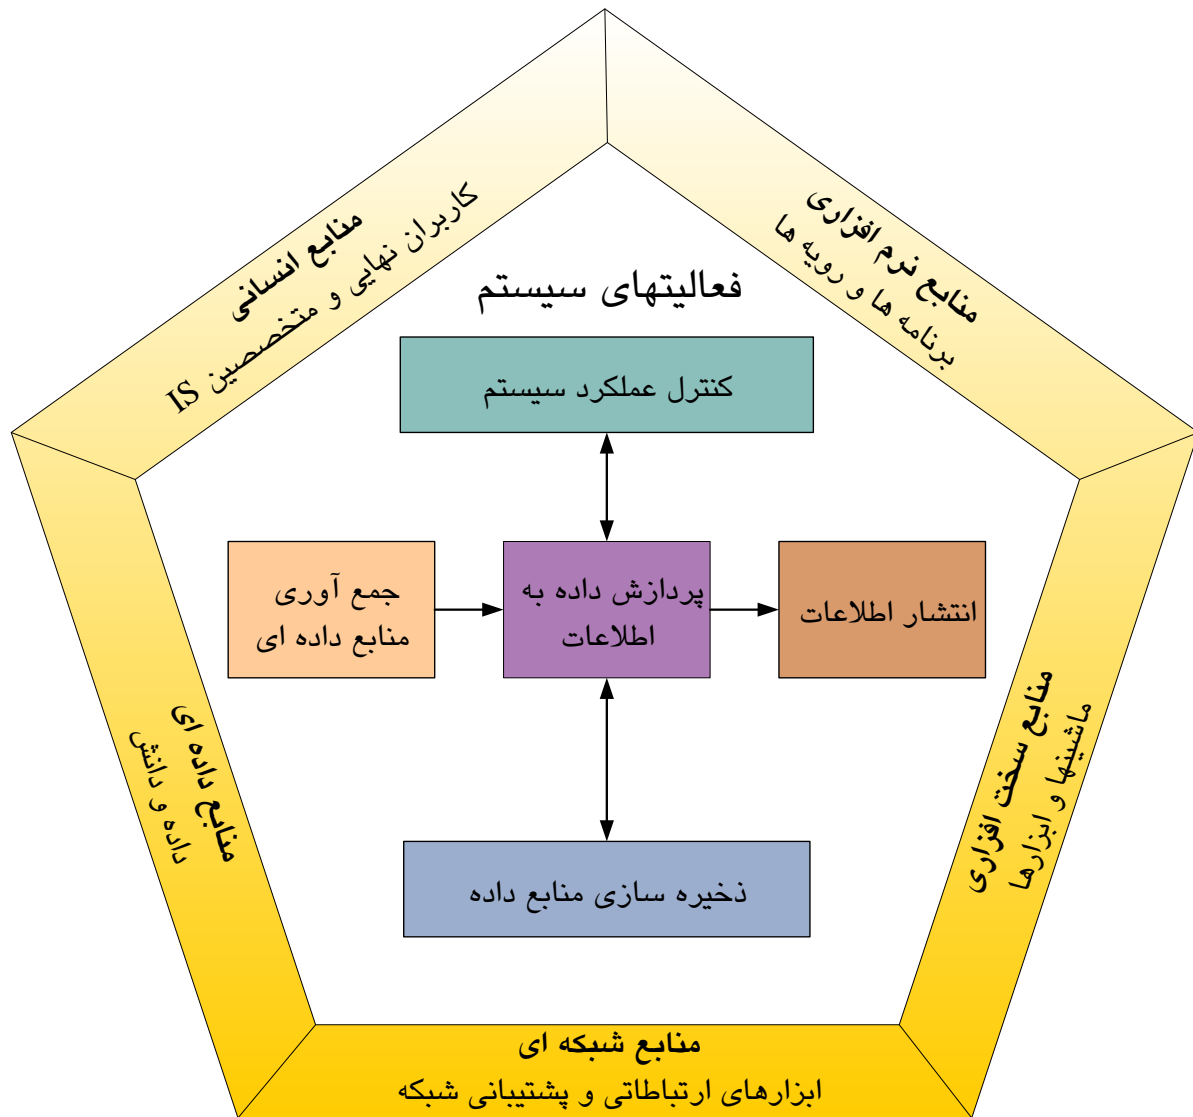 منابع انسانی
کاربران نهایی و متخصصین IS
منابع نرم افزاری
برنامه ها و رویه ها
فعالیتهای سیستم
کنترل عملکرد سیستم
جمع آوری
منابع داده ای
پردازش داده به
اطلاعات
انتشار اطلاعات
ذخیره سازی منابع داده
منابع داده ای
داده و دانش
منابع سخت افزاری
ماشینها و ابزارها
منابع شبکه ای
ابزارهای ارتباطاتی و پشتیبانی شبکه